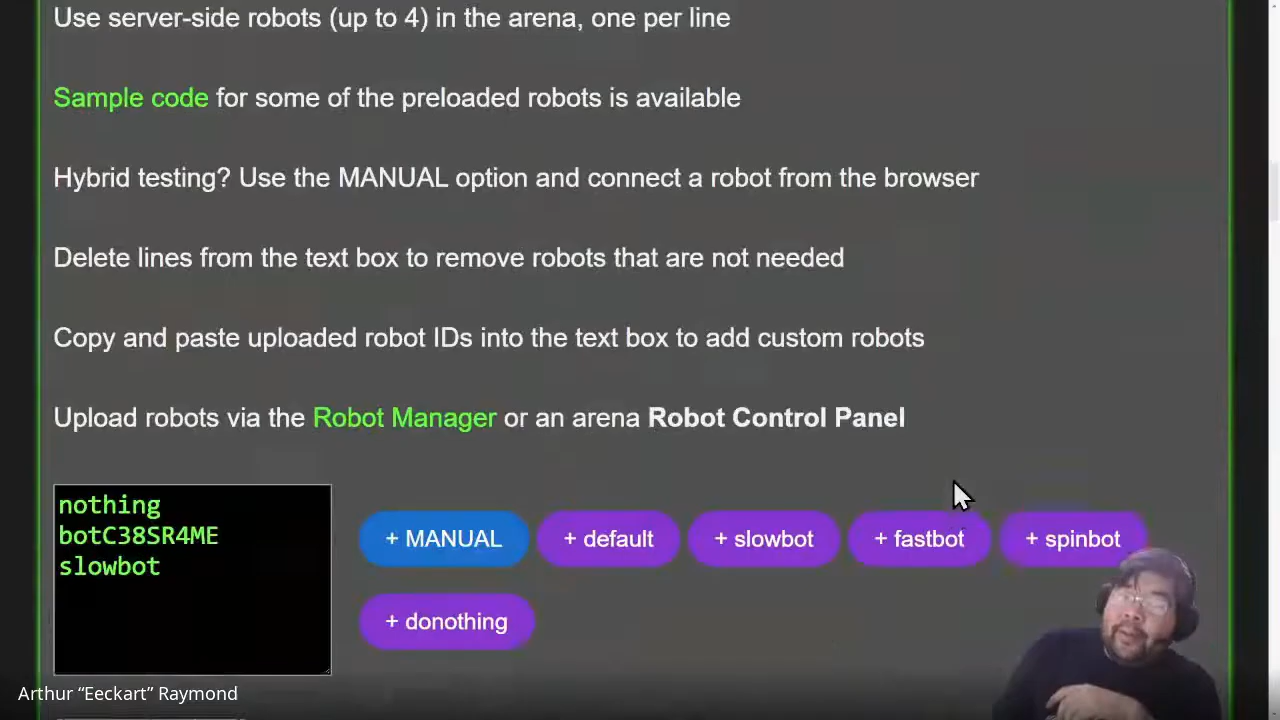 Use server-side robots (up to 4) in the arena, one per line
Sample code for some of the preloaded robots is available
Hybrid testing? Use the MANUAL option and connect a robot from the browser
Delete lines from the text box to remove robots that are not needed
Copy and paste uploaded robot IDs into the text box to add custom robots
Upload robots via the Robot Manager or an arena Robot Control Panel
nothing
botC38SR4ME
slowbot
+ MANUAL + default + slowbot + fastbot + spinbot
+ donothing
Arthur “Eeckart” Raymond